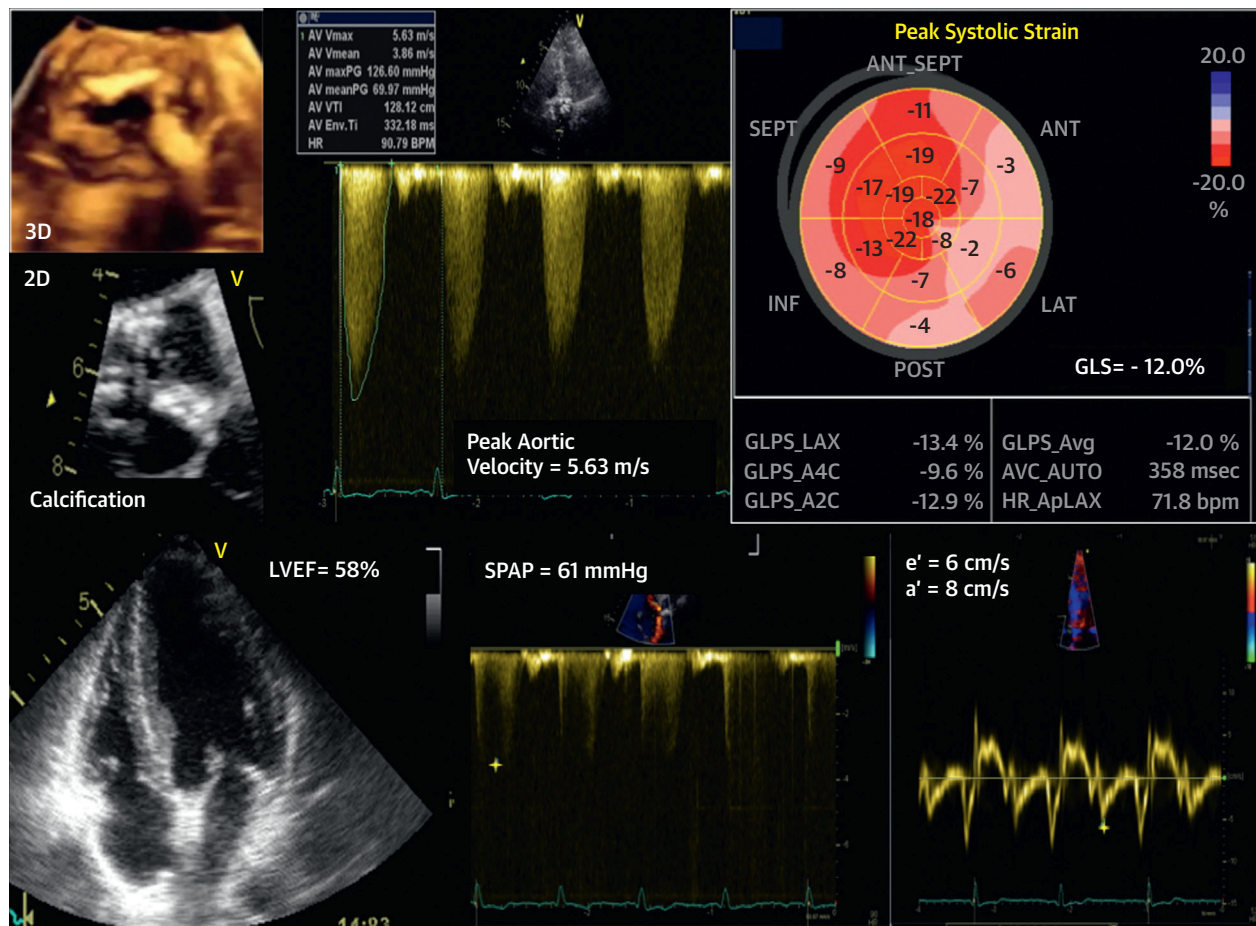 3D
2D
V
4
6
8
Calcification
1 AV Vmax 5.63 m/s
AV Vmean 3.86 m/s
AV maxPG 126.60 mmHg
AV meanPG 69.97 mmHg
AV VTI 128.12 cm
AV Env.Ti 332.18 ms
HR 90.79 BPM
V
Peak Aortic
Velocity = 5.63 m/s
-3 -2 -1
Peak Systolic Strain
ANT_SEPT
SEPT
ANT
INF
LAT
POST
-11
-9
-3
-19
-17
-7
-19
-22
-18
-13
-22
-8
-2
-8
-7
-6
-4
20.0
-20.0
%
GLS= - 12.0%
GLPS_LAX -13.4 %
GLPS_A4C -9.6 %
GLPS_A2C -12.9 %
GLPS_Avg -12.0 %
AVC_AUTO 358 msec
HR_ApLAX 71.8 bpm
V
5
LVEF= 58%
SPAP = 61 mmHg
e′ = 6 cm/s
a′ = 8 cm/s